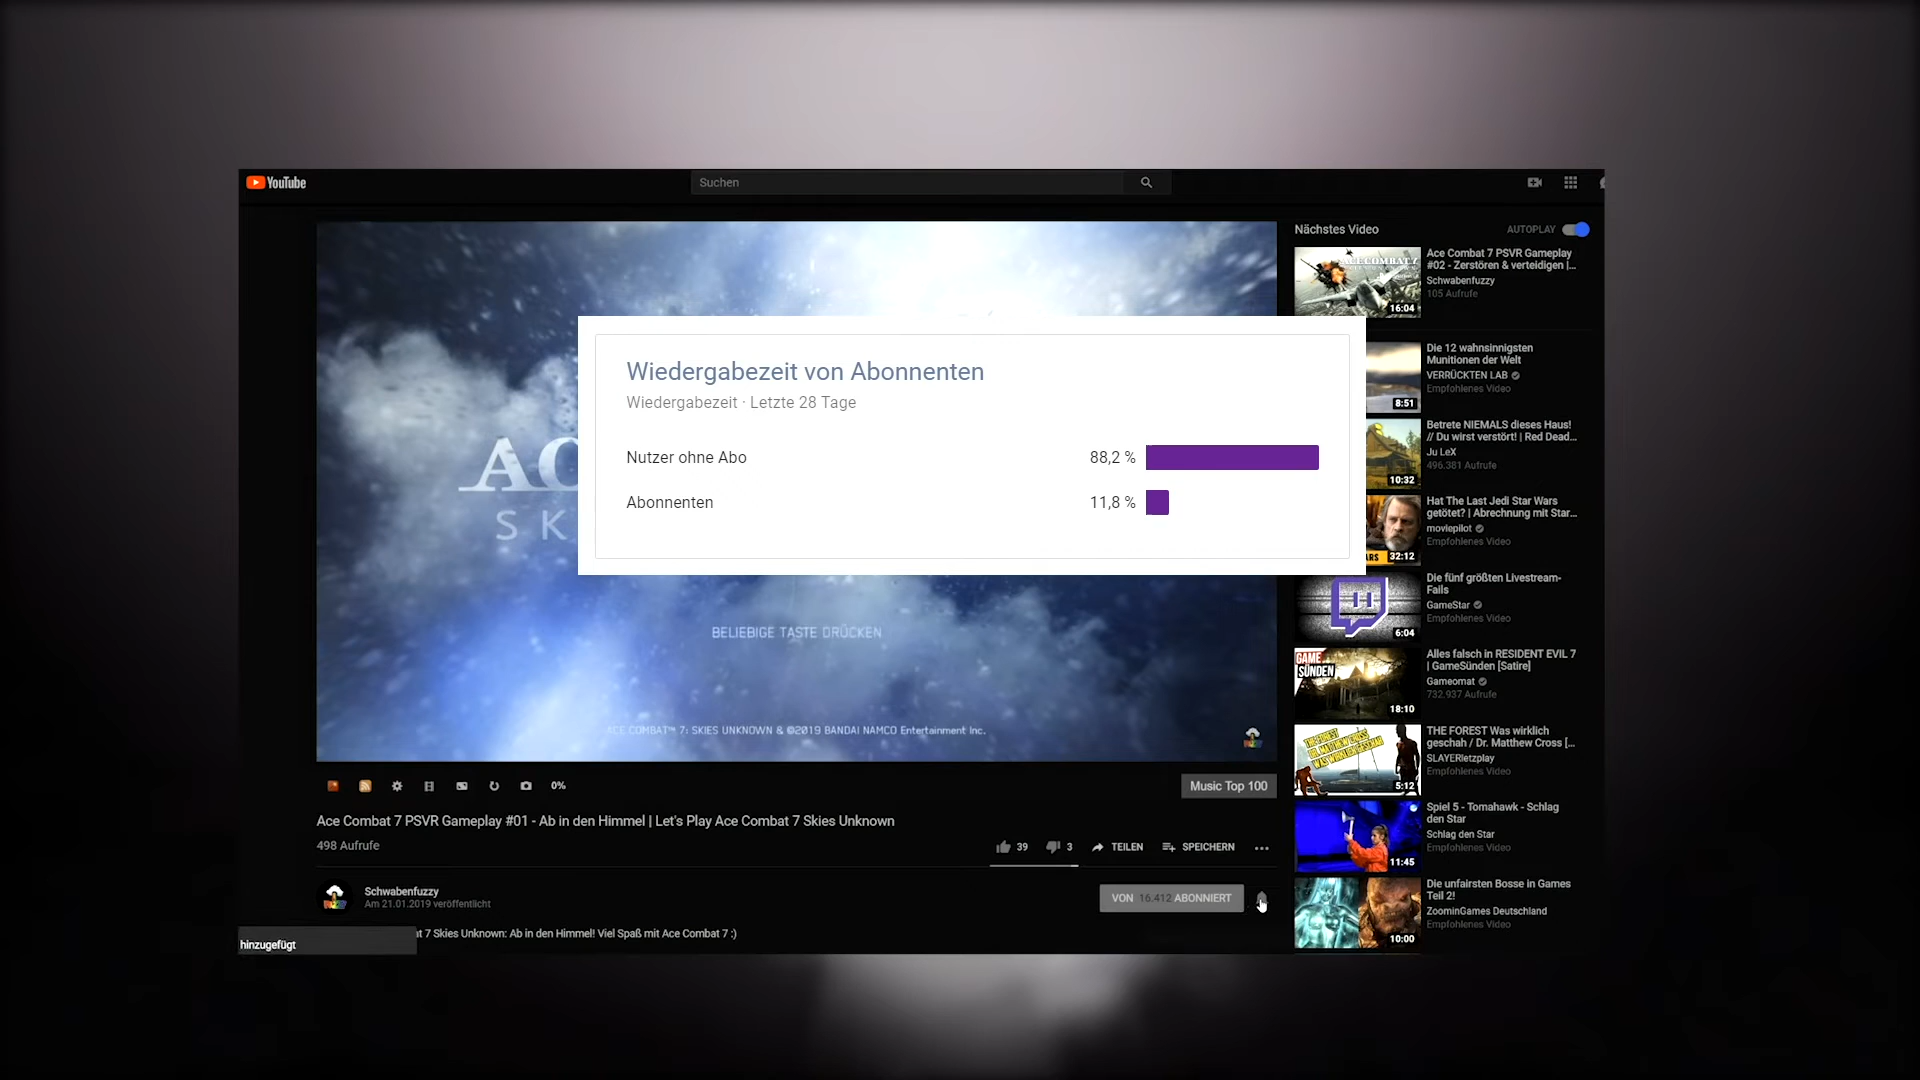 YouTube
Suchen
Nächstes Video
AUTOPLAY
Ace Combat 7 PSVR Gameplay
#02 - Zerstören & verteidigen |...
Schwabenfuzzy
105 Aufrufe
16:04
Wiedergabezeit von Abonnenten
Wiedergabezeit · Letzte 28 Tage
Nutzer ohne Abo
88,2 %
Abonnenten
11,8 %
Die 12 wahnsinnigsten
Munitionen der Welt
VERRÜCKTEN LAB
Empfohlenes Video
8:51
Betrete NIEMALS dieses Haus!
// Du wirst verstört! | Red Dead...
Ju LeX
496.381 Aufrufe
10:32
Hat The Last Jedi Star Wars
getötet? | Abrechnung mit Star...
moviepilot
Empfohlenes Video
32:12
Die fünf größten Livestream-
Fails
GameStar
Empfohlenes Video
6:04
GAME
SÜNDEN
Alles falsch in RESIDENT EVIL 7
| GameSünden [Satire]
Gameomat
732.937 Aufrufe
18:10
THE FOREST Was wirklich
geschah / Dr. Matthew Cross [...
SLAYERletzplay
Empfohlenes Video
5:12
Spiel 5 - Tomahawk - Schlag
den Star
Schlag den Star
Empfohlenes Video
11:45
Die unfairsten Bosse in Games
Teil 2!
ZoominGames Deutschland
Empfohlenes Video
10:00
AC
SK
BELIEBIGE TASTE DRÜCKEN
ACE COMBAT™ 7: SKIES UNKNOWN & ©2019 BANDAI NAMCO Entertainment Inc.
0%
Music Top 100
Ace Combat 7 PSVR Gameplay #01 - Ab in den Himmel | Let's Play Ace Combat 7 Skies Unknown
498 Aufrufe
39
3
TEILEN
SPEICHERN
Schwabenfuzzy
Am 21.01.2019 veröffentlicht
VON 16.412 ABONNIERT
7 Skies Unknown: Ab in den Himmel! Viel Spaß mit Ace Combat 7 :)
hinzugefügt